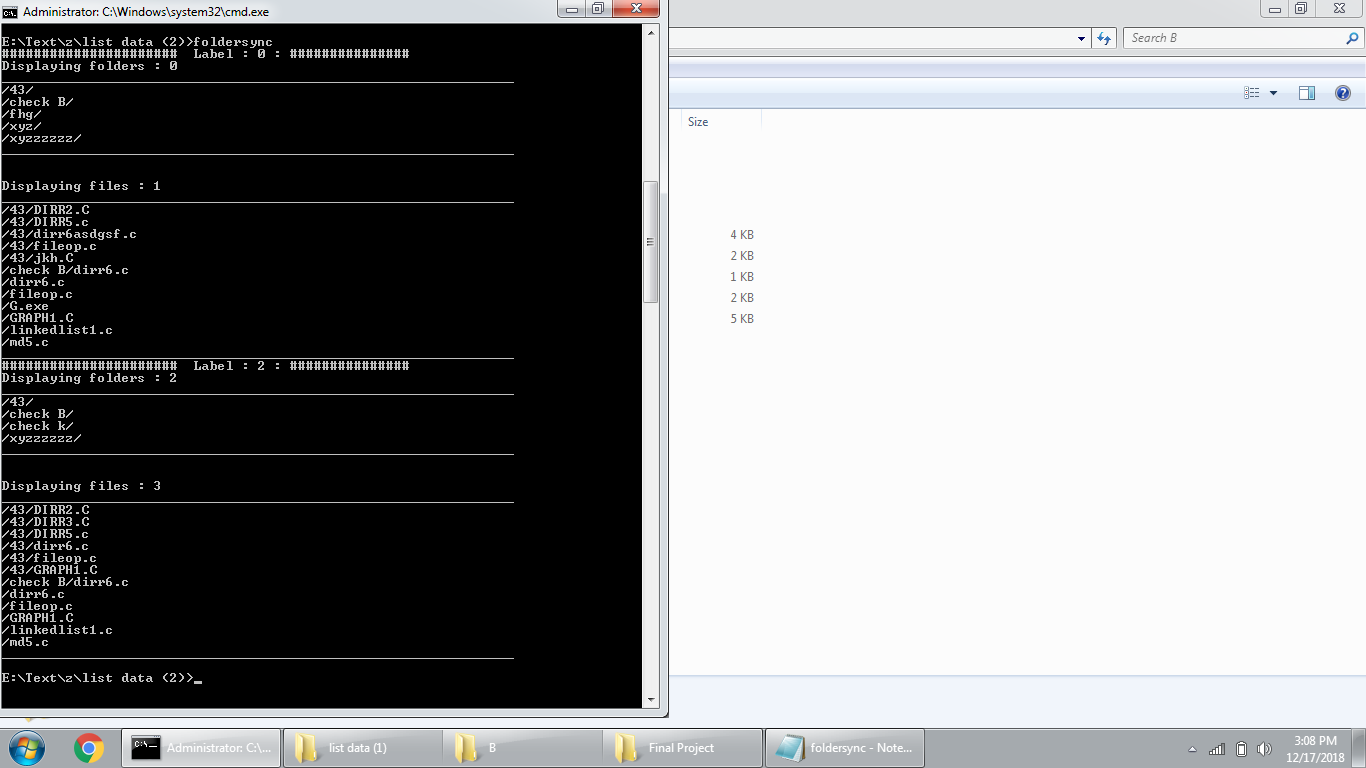 Administrator: C:\Windows\system32\cmd.exe
E:\Text\z\list data (2)>foldersync
###################### Label : 0 : ###############
Displaying folders : 0
/43/
/check B/
/fhg/
/xyz/
/xyzzzzzz/
Displaying files : 1
/43/DIRR2.C
/43/DIRR5.c
/43/dirr6asdgsf.c
/43/fileop.c
/43/jkh.C
/check B/dirr6.c
/dirr6.c
/fileop.c
/G.exe
/GRAPH1.C
/linkedlist1.c
/md5.c
###################### Label : 2 : ###############
Displaying folders : 2
/43/
/check B/
/check k/
/xyzzzzzz/
Displaying files : 3
/43/DIRR2.C
/43/DIRR3.C
/43/DIRR5.c
/43/dirr6.c
/43/fileop.c
/43/GRAPH1.C
/check B/dirr6.c
/dirr6.c
/fileop.c
/GRAPH1.C
/linkedlist1.c
/md5.c
E:\Text\z\list data (2)>_
Search B
Size
4 KB
2 KB
1 KB
2 KB
5 KB
C:\.
Administrator: C:\...
list data (1)
B
Final Project
foldersync - Note...
3:08 PM
12/17/2018